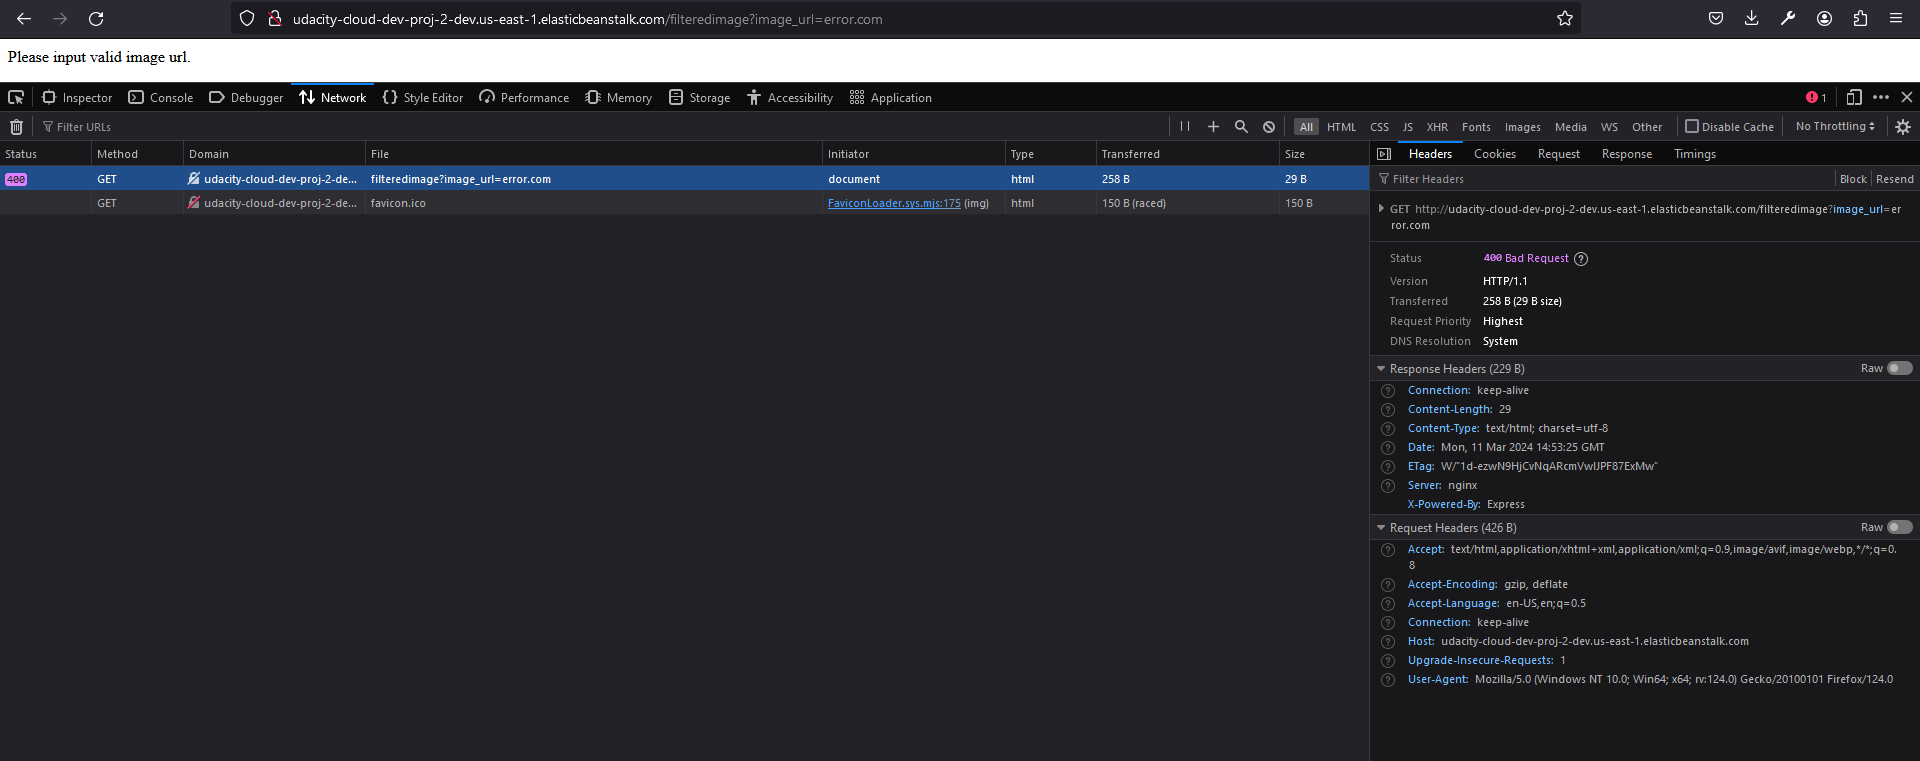 udacity-cloud-dev-proj-2-dev.us-east-1.elasticbeanstalk.com/filteredimage?image_url=error.com
Please input valid image url.
Inspector Console Debugger Network Style Editor Performance Memory Storage Accessibility Application 1
Filter URLs All HTML CSS JS XHR Fonts Images Media WS Other Disable Cache No Throttling
Status Method Domain File Initiator Type Transferred Size
400 GET udacity-cloud-dev-proj-2-de... filteredimage?image_url=error.com document html 258 B 29 B
GET udacity-cloud-dev-proj-2-de... favicon.ico FaviconLoader.sys.mjs:175 (img) html 150 B (raced) 150 B
Headers Cookies Request Response Timings
Filter Headers Block Resend
GET http://udacity-cloud-dev-proj-2-dev.us-east-1.elasticbeanstalk.com/filteredimage?image_url=er
ror.com
Status 400 Bad Request
Version HTTP/1.1
Transferred 258 B (29 B size)
Request Priority Highest
DNS Resolution System
Response Headers (229 B) Raw
Connection: keep-alive
Content-Length: 29
Content-Type: text/html; charset=utf-8
Date: Mon, 11 Mar 2024 14:53:25 GMT
ETag: W/"1d-ezwN9HjCvNqARcmVwIJPF87ExMw"
Server: nginx
X-Powered-By: Express
Request Headers (426 B) Raw
Accept: text/html,application/xhtml+xml,application/xml;q=0.9,image/avif,image/webp,*/*;q=0.
8
Accept-Encoding: gzip, deflate
Accept-Language: en-US,en;q=0.5
Connection: keep-alive
Host: udacity-cloud-dev-proj-2-dev.us-east-1.elasticbeanstalk.com
Upgrade-Insecure-Requests: 1
User-Agent: Mozilla/5.0 (Windows NT 10.0; Win64; x64; rv:124.0) Gecko/20100101 Firefox/124.0